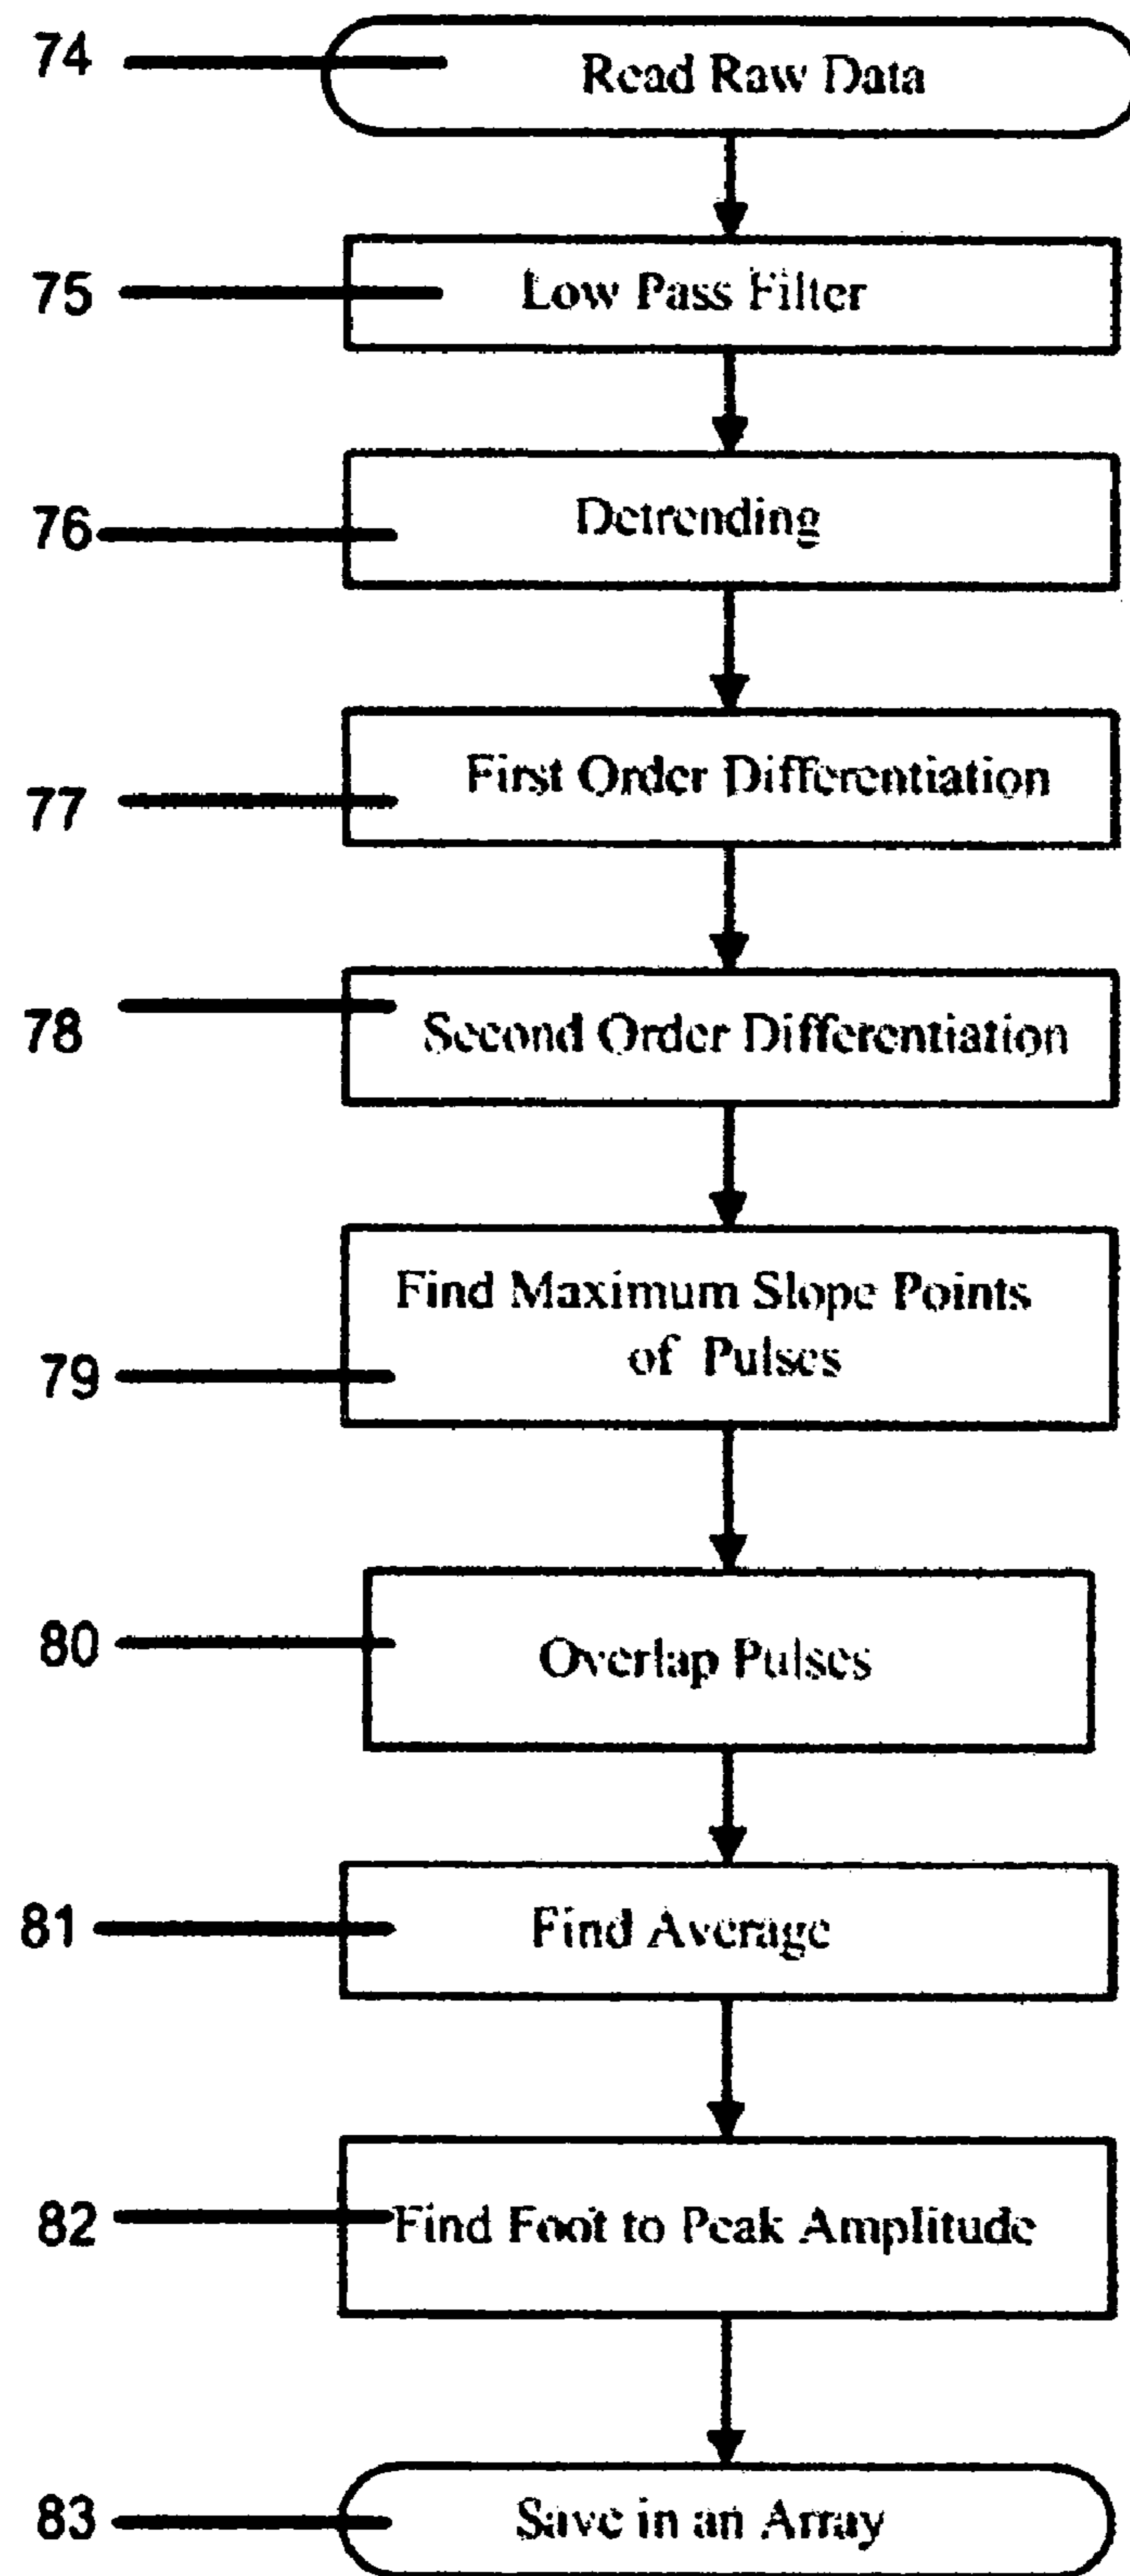 74 Read Raw Data
75 Low Pass Filter
76 Detrending
77 First Order Differentiation
78 Second Order Differentiation
Find Maximum Slope Points
79 of Pulses
80 Overlap Pulses
81 Find Average
82 Find Foot to Peak Amplitude
83 Save in an Array